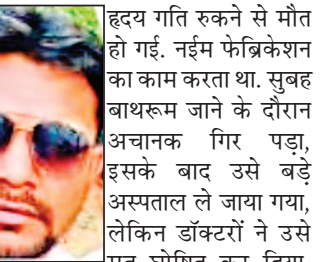 हृदय गति रुकने से मौत
हो गई. नईम फेब्रिकेशन
का काम करता था. सुबह
बाथरूम जाने के दौरान
अचानक गिर पड़ा,
इसके बाद उसे बड़े
अस्पताल ले जाया गया,
लेकिन डॉक्टरों ने उसे